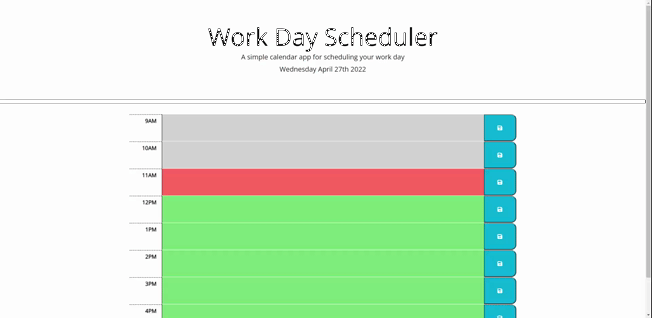 Work Day Scheduler
A simple calendar app for scheduling your work day
Wednesday April 27th 2022
9AM
10AM
11AM
12PM
1PM
2PM
3PM
4PM